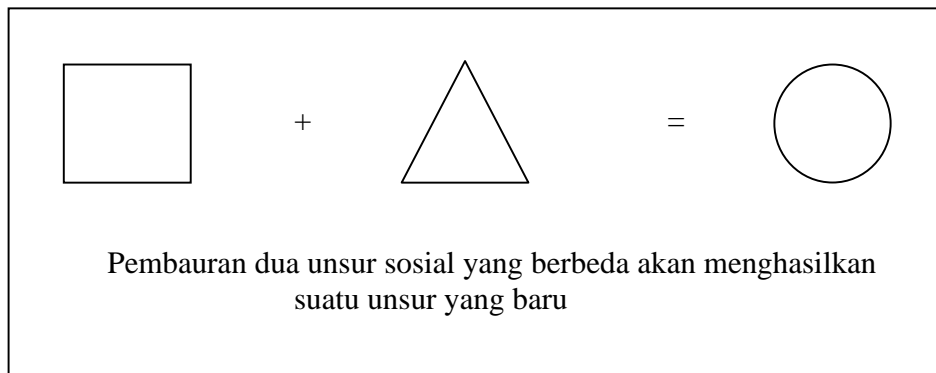 + =
Pembauran dua unsur sosial yang berbeda akan menghasilkan
suatu unsur yang baru